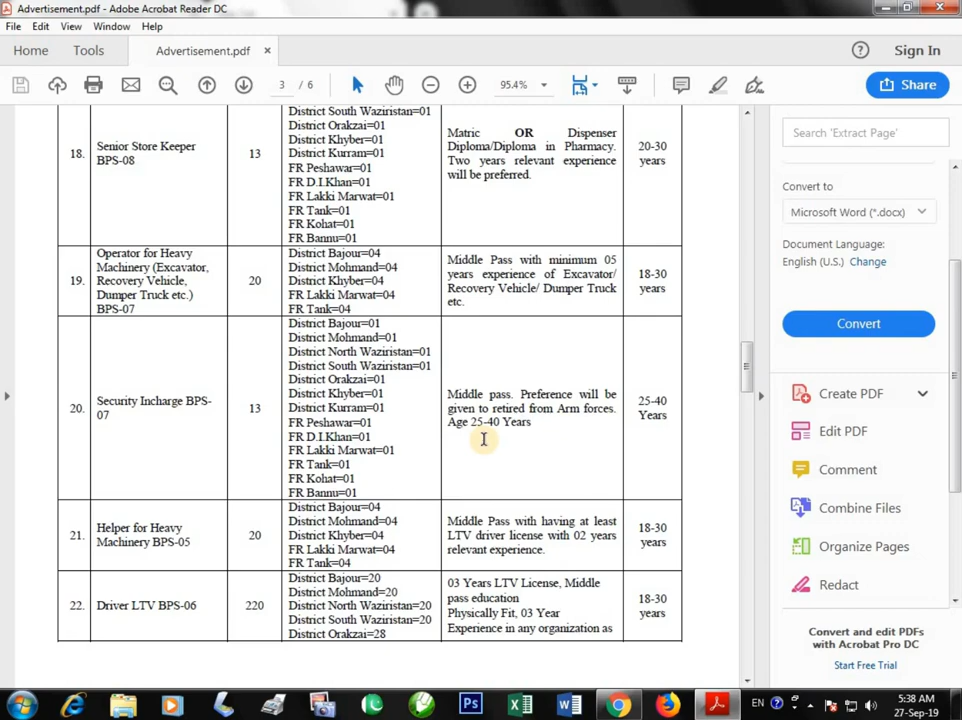 Advertisement.pdf - Adobe Acrobat Reader DC
File Edit View Window Help
Home Tools Advertisement.pdf × Sign In
3 / 6 95.4% Share
18. Senior Store Keeper
BPS-08
13
District South Waziristan=01
District Orakzai=01
District Khyber=01
District Kurram=01
FR Peshawar=01
FR D.I.Khan=01
FR Lakki Marwat=01
FR Tank=01
FR Kohat=01
FR Bannu=01
Matric OR Dispenser
Diploma/Diploma in Pharmacy.
Two years relevant experience
will be preferred.
20-30
years
19. Operator for Heavy
Machinery (Excavator,
Recovery Vehicle,
Dumper Truck etc.)
BPS-07
20
District Bajour=04
District Mohmand=04
District Khyber=04
FR Lakki Marwat=04
FR Tank=04
Middle Pass with minimum 05
years experience of Excavator/
Recovery Vehicle/ Dumper Truck
etc.
18-30
years
20. Security Incharge BPS-
07
13
District Bajour=01
District Mohmand=01
District North Waziristan=01
District South Waziristan=01
District Orakzai=01
District Khyber=01
District Kurram=01
FR Peshawar=01
FR D.I.Khan=01
FR Lakki Marwat=01
FR Tank=01
FR Kohat=01
FR Bannu=01
Middle pass. Preference will be
given to retired from Arm forces.
Age 25-40 Years
25-40
Years
21. Helper for Heavy
Machinery BPS-05
20
District Bajour=04
District Mohmand=04
District Khyber=04
FR Lakki Marwat=04
FR Tank=04
Middle Pass with having at least
LTV driver license with 02 years
relevant experience.
18-30
years
22. Driver LTV BPS-06
220
District Bajour=20
District Mohmand=20
District North Waziristan=20
District South Waziristan=20
District Orakzai=28
03 Years LTV License, Middle
pass education
Physically Fit, 03 Year
Experience in any organization as
18-30
years
Search 'Extract Page'
Convert to
Microsoft Word (*.docx)
Document Language:
English (U.S.) Change
Convert
Create PDF
Edit PDF
Comment
Combine Files
Organize Pages
Redact
Convert and edit PDFs
with Acrobat Pro DC
Start Free Trial
Ps
EN
5:38 AM
27-Sep-19